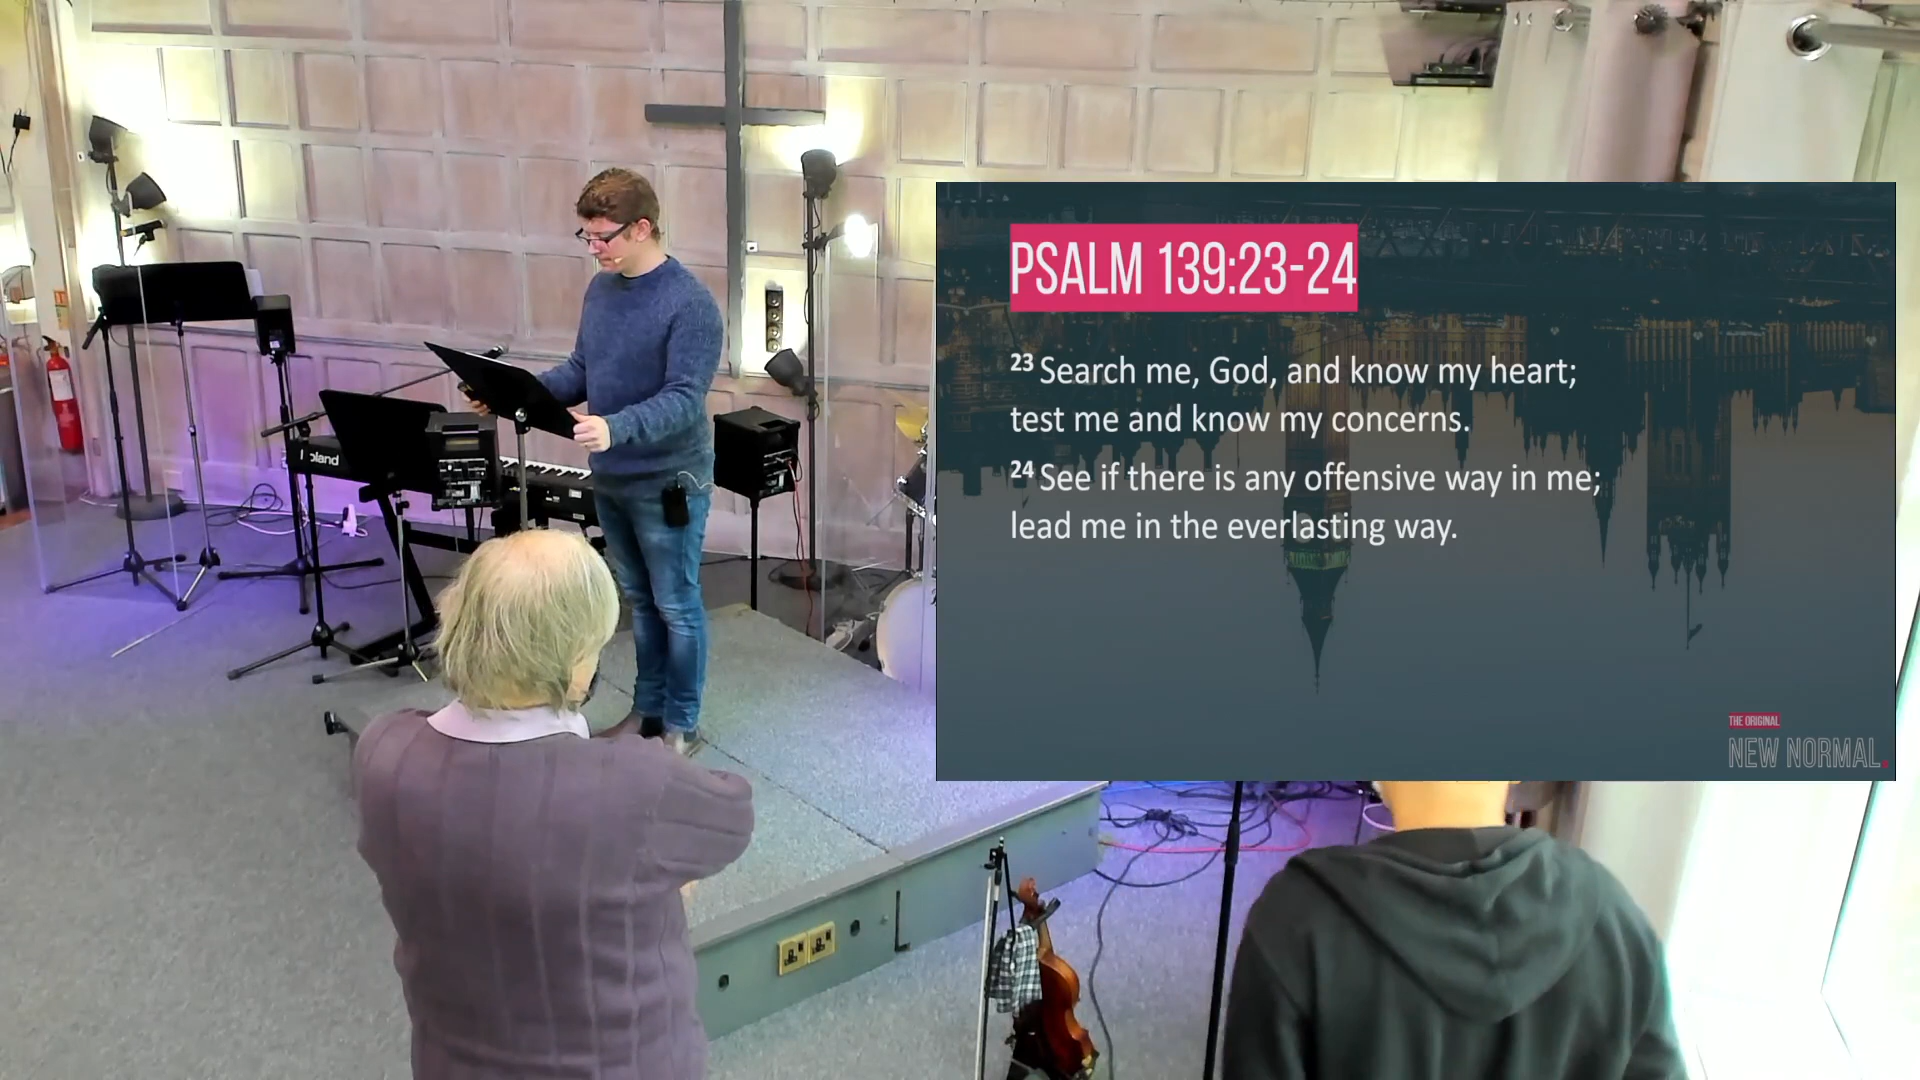 PSALM 139:23-24
23 Search me, God, and know my heart;
test me and know my concerns.
24 See if there is any offensive way in me;
lead me in the everlasting way.
THE ORIGINAL
NEW NORMAL.
Roland